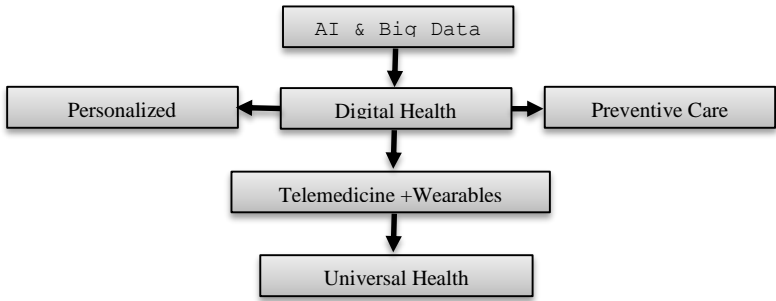 AI & Big Data
Personalized
Digital Health
Preventive Care
Telemedicine +Wearables
Universal Health